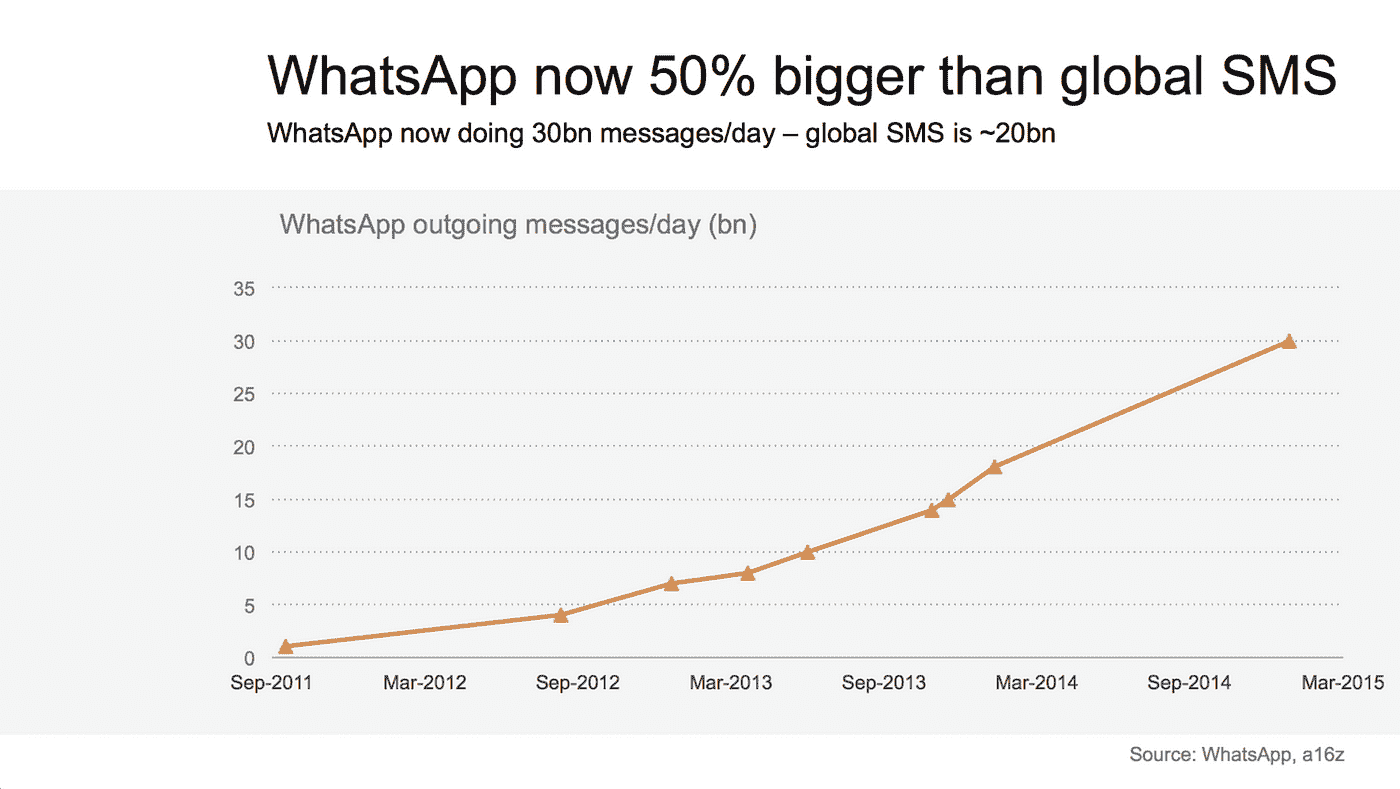 WhatsApp now 50% bigger than global SMS
WhatsApp now doing 30bn messages/day – global SMS is ~20bn
WhatsApp outgoing messages/day (bn)
35
30
25
20
15
10
5
0
Sep-2011 Mar-2012 Sep-2012 Mar-2013 Sep-2013 Mar-2014 Sep-2014 Mar-2015
Source: WhatsApp, a16z